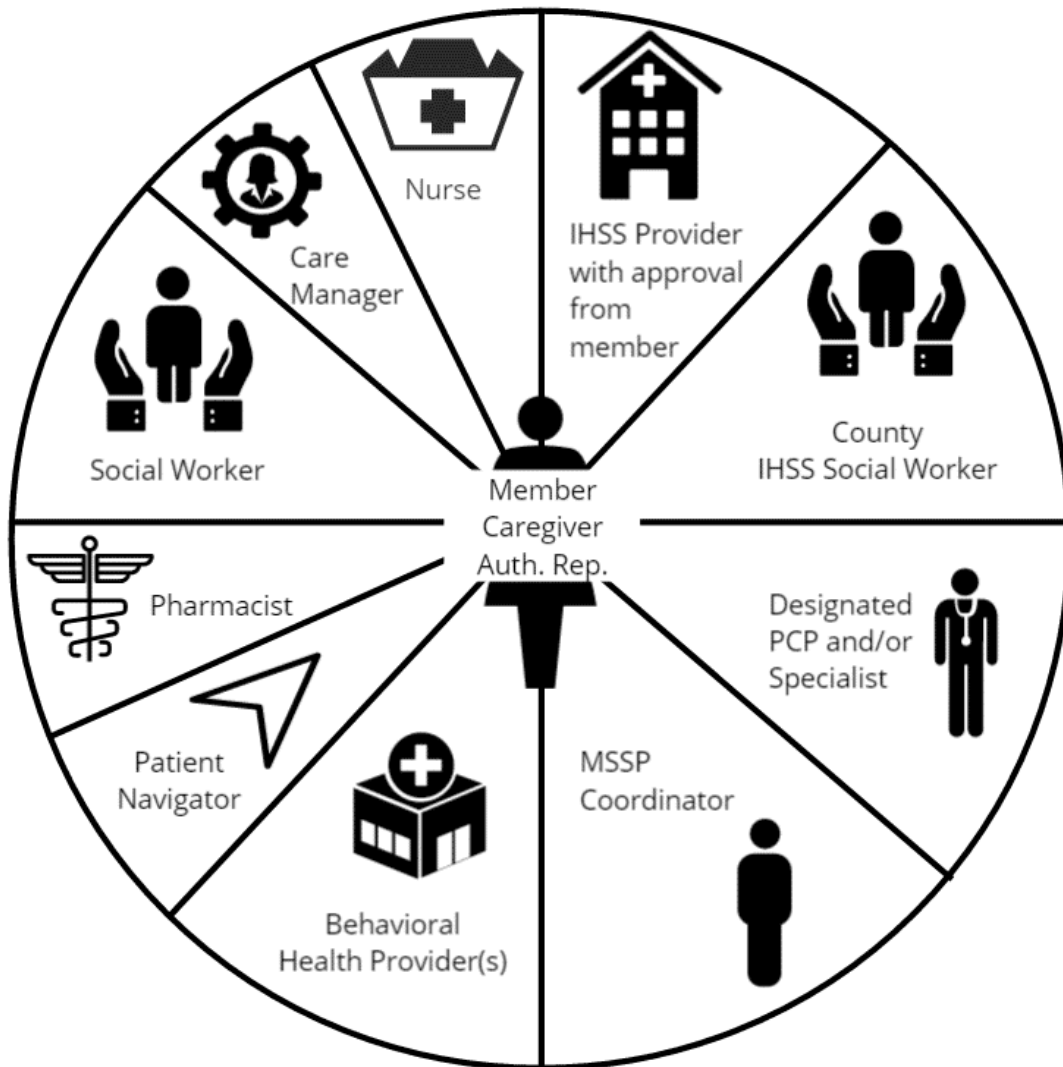 Nurse
IHSS Provider
with approval
from
member
Care
Manager
County
IHSS Social Worker
Social Worker
Member
Caregiver
Auth. Rep.
Pharmacist
Designated
PCP and/or
Specialist
Patient
Navigator
MSSP
Coordinator
Behavioral
Health Provider(s)